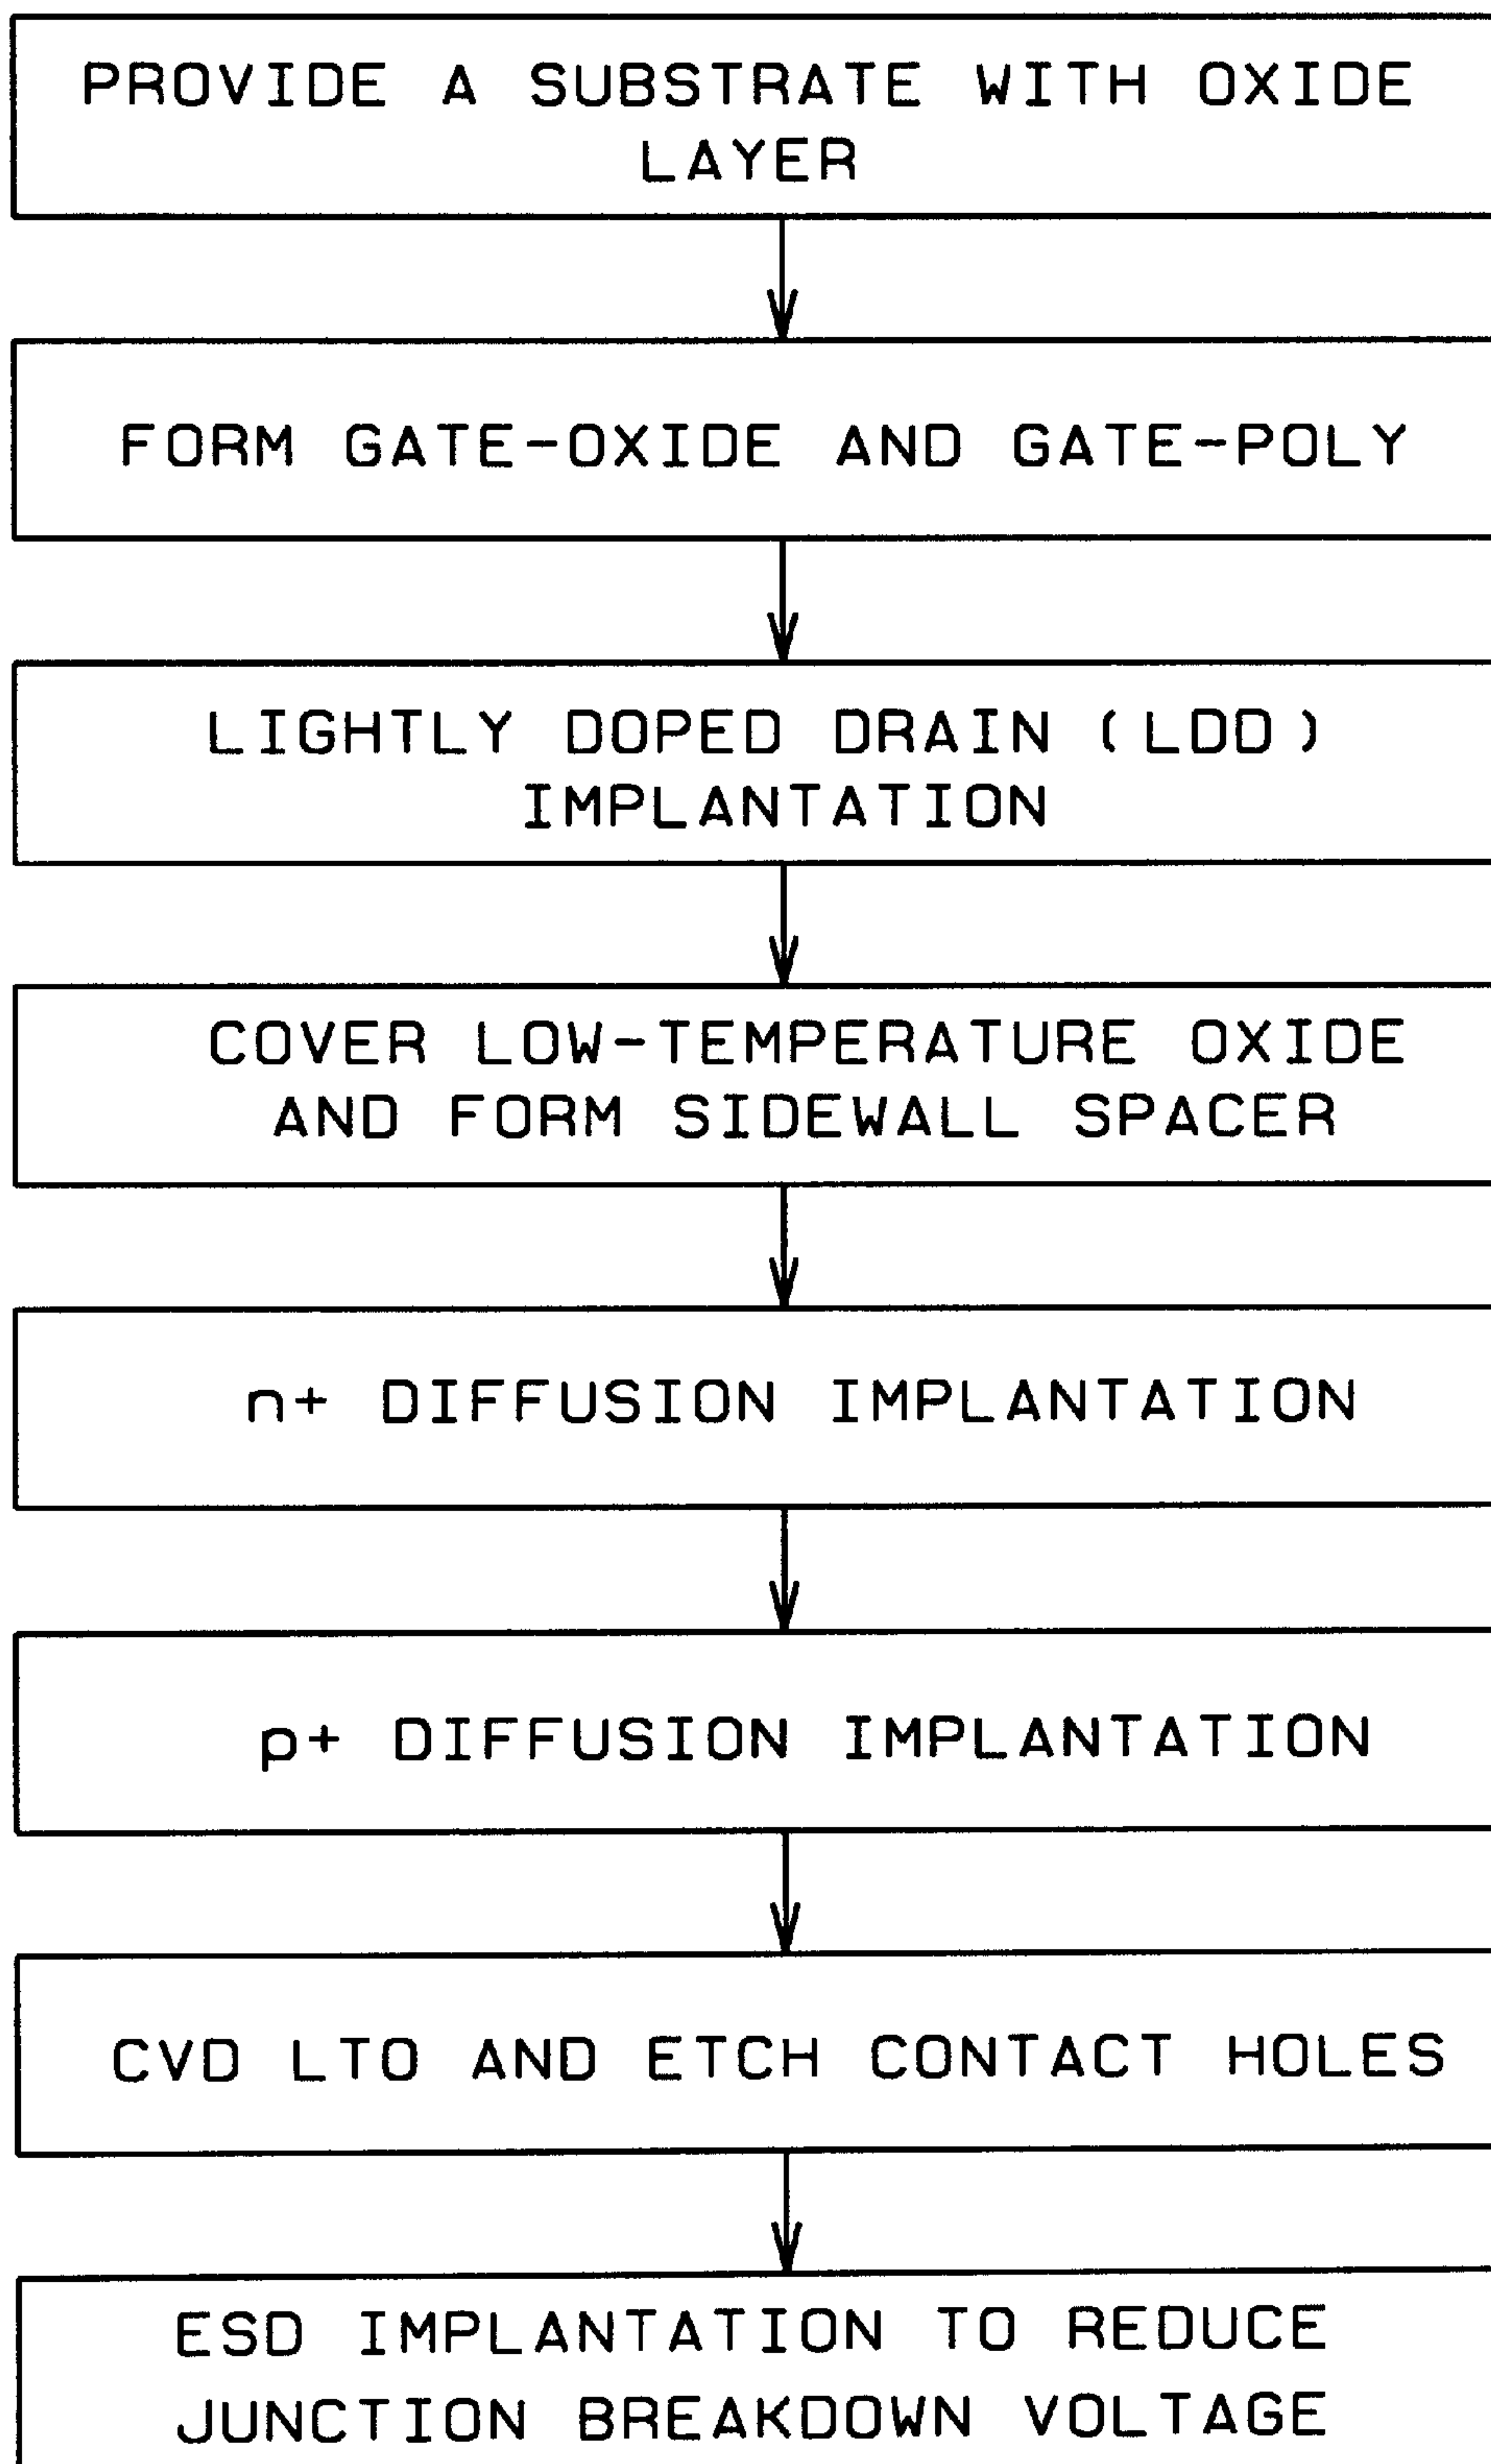 PROVIDE A SUBSTRATE WITH OXIDE
LAYER
FORM GATE-OXIDE AND GATE-POLY
LIGHTLY DOPED DRAIN (LDD)
IMPLANTATION
COVER LOW-TEMPERATURE OXIDE
AND FORM SIDEWALL SPACER
n+ DIFFUSION IMPLANTATION
p+ DIFFUSION IMPLANTATION
CVD LTO AND ETCH CONTACT HOLES
ESD IMPLANTATION TO REDUCE
JUNCTION BREAKDOWN VOLTAGE